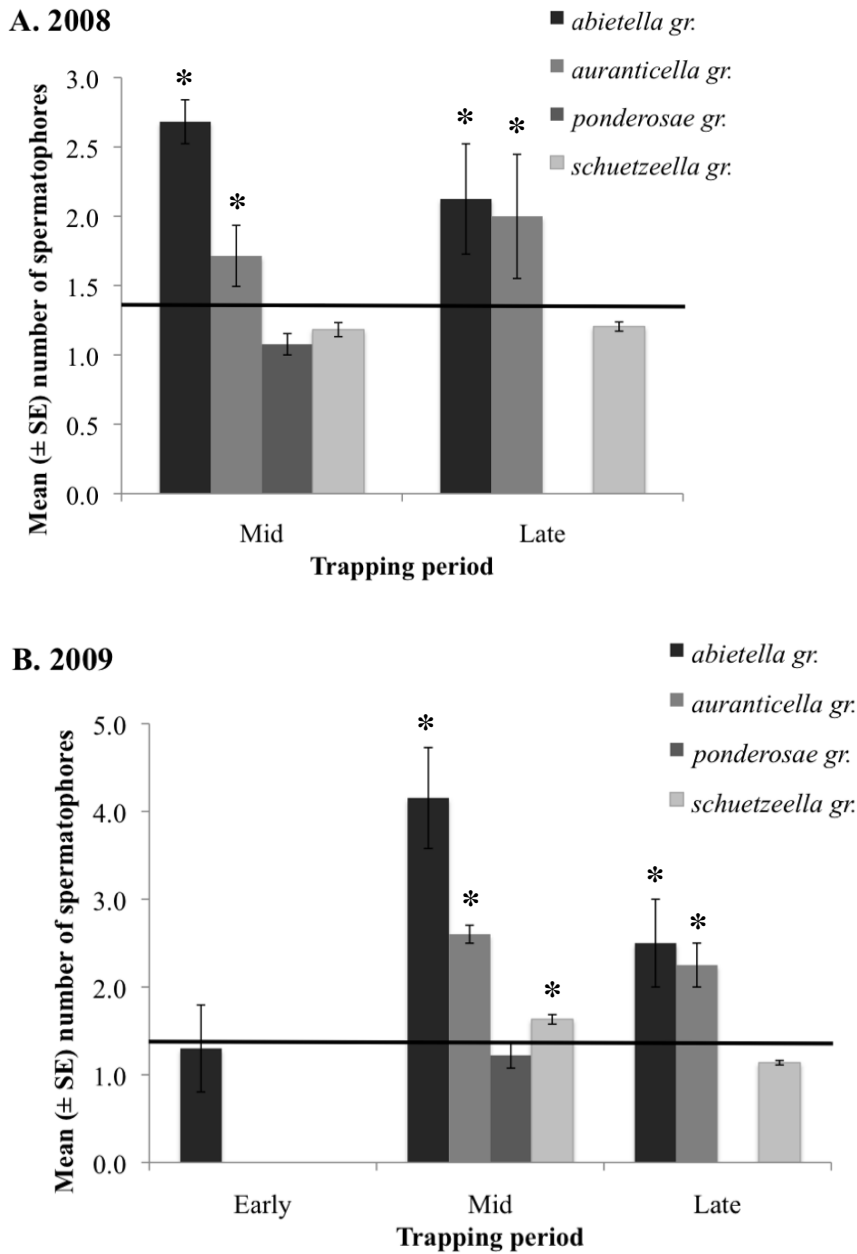 A. 2008
abietella gr.
auranticella gr.
ponderosae gr.
schuetzeella gr.
Mean (± SE) number of spermatophores
3.0
2.5
2.0
1.5
1.0
0.5
0.0
*
*
*
*
Mid
Late
Trapping period
B. 2009
abietella gr.
auranticella gr.
ponderosae gr.
schuetzeella gr.
Mean (± SE) number of spermatophores
5.0
4.0
3.0
2.0
1.0
0.0
*
*
*
*
*
Early
Mid
Late
Trapping period